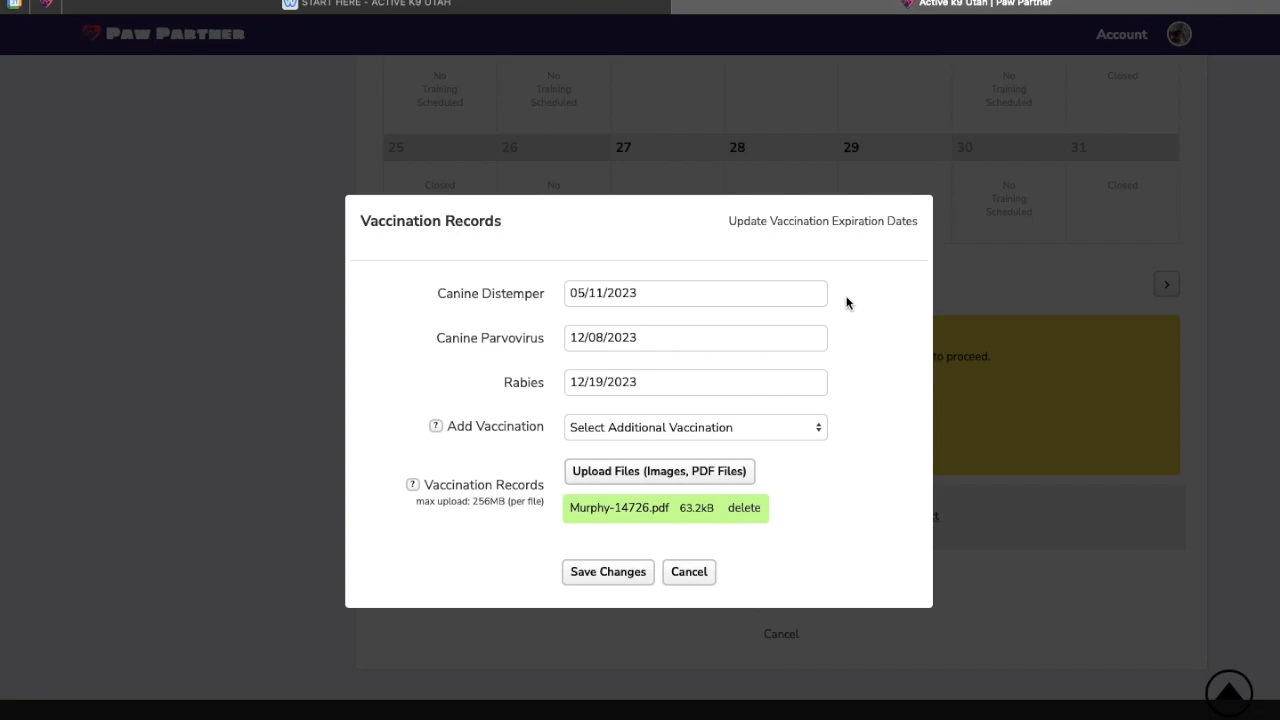 START HERE - ACTIVE K9 UTAH
Active K9 Utah | Paw Partner
PAW PARTNER
Account
No
Training
Scheduled
No
Training
Scheduled
No
Training
Scheduled
Closed
25
26
27
28
29
30
31
Closed
No
No
Training
Scheduled
Closed
Vaccination Records
Update Vaccination Expiration Dates
Canine Distemper
05/11/2023
Canine Parvovirus
12/08/2023
to proceed.
Rabies
12/19/2023
? Add Vaccination
Select Additional Vaccination
? Vaccination Records
max upload: 256MB (per file)
Upload Files (Images, PDF Files)
Murphy-14726.pdf 63.2kB delete
Save Changes
Cancel
Cancel